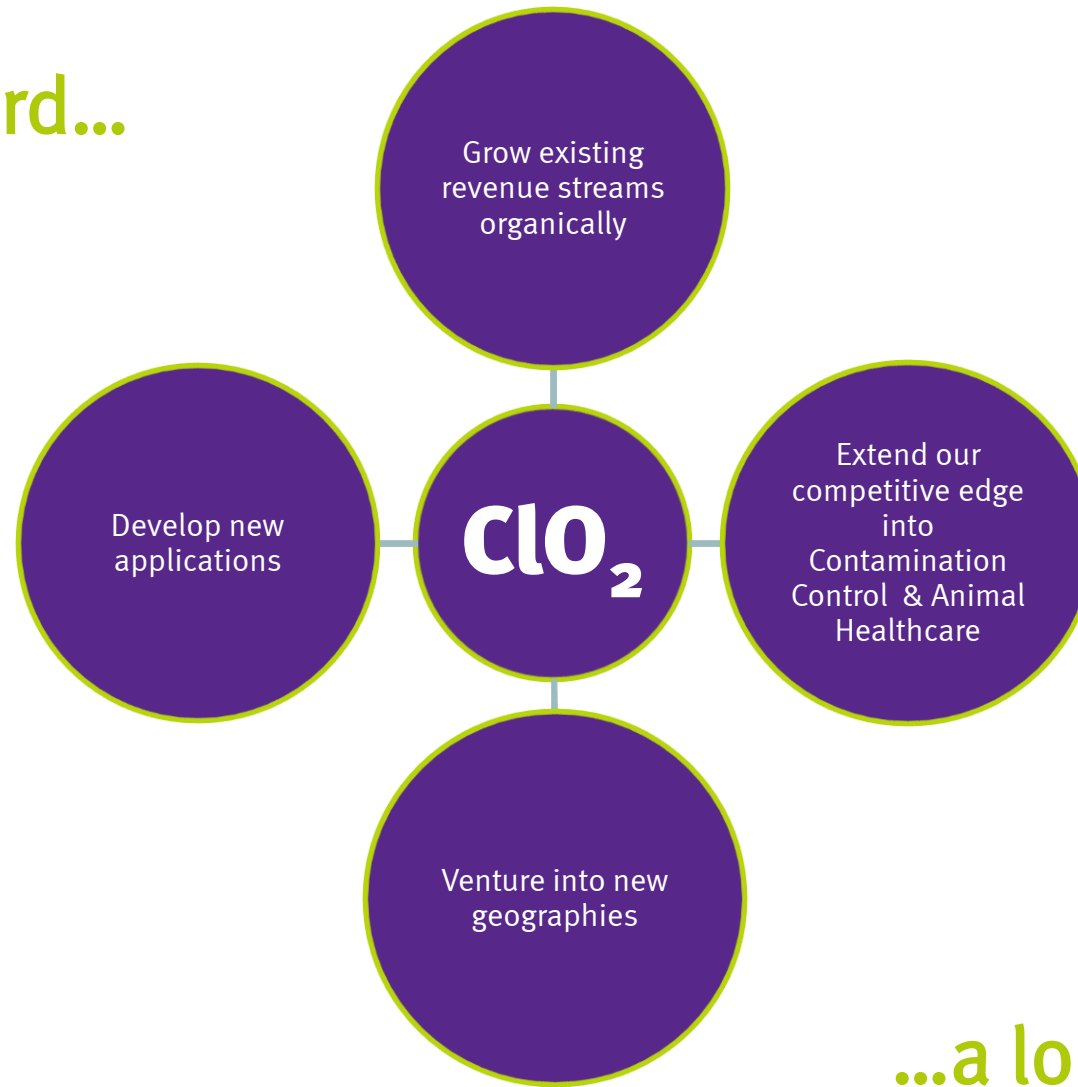 rd...
Grow existing
revenue streams
organically
Develop new
applications
ClO₂
Extend our
competitive edge
into
Contamination
Control & Animal
Healthcare
Venture into new
geographies
...a lo